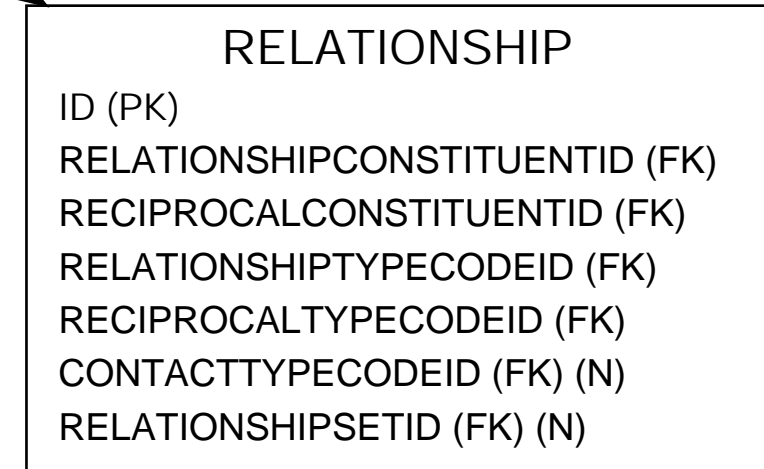 RELATIONSHIP
ID (PK)
RELATIONSHIPCONSTITUENTID (FK)
RECIPROCALCONSTITUENTID (FK)
RELATIONSHIPTYPECODEID (FK)
RECIPROCALTYPECODEID (FK)
CONTACTTYPECODEID (FK) (N)
RELATIONSHIPSETID (FK) (N)